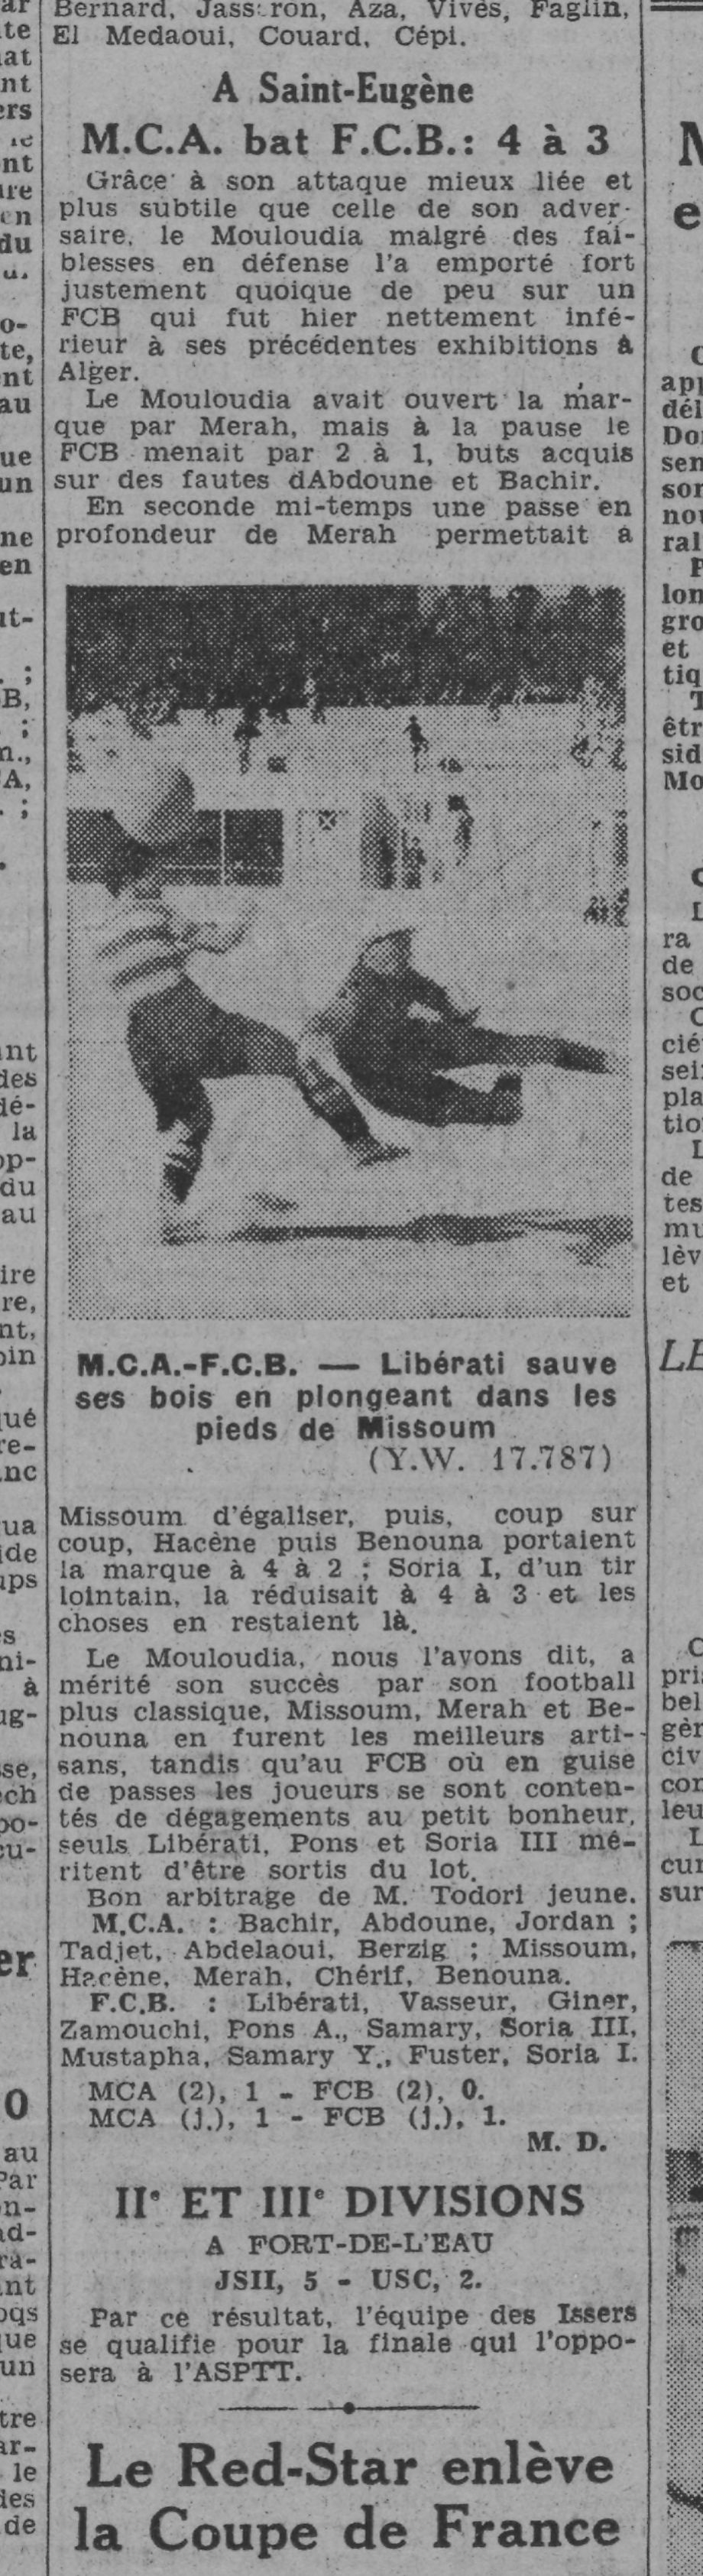 Bernard, Jasseron, Aza, Vivès, Faglin,
El Medaoui, Couard, Cépi.
A Saint-Eugène
M.C.A. bat F.C.B.: 4 à 3
Grâce à son attaque mieux liée et
plus subtile que celle de son adver-
saire, le Mouloudia malgré des fai-
blesses en défense l'a emporté fort
justement quoique de peu sur un
FCB qui fut hier nettement infé-
rieur à ses précédentes exhibitions à
Alger.
Le Mouloudia avait ouvert la mar-
que par Merah, mais à la pause le
FCB menait par 2 à 1, buts acquis
sur des fautes dAbdoune et Bachir.
En seconde mi-temps une passe en
profondeur de Merah permettait à
M.C.A.-F.C.B. — Libérati sauve
ses bois en plongeant dans les
pieds de Missoum
(Y.W. 17.787)
Missoum d'égaliser, puis, coup sur
coup, Hacène puis Benouna portaient
la marque à 4 à 2 ; Soria I, d'un tir
lointain, la réduisait à 4 à 3 et les
choses en restaient là.
Le Mouloudia, nous l'avons dit, a
mérité son succès par son football
plus classique, Missoum, Merah et Be-
nouna en furent les meilleurs arti-
sans, tandis qu'au FCB où en guise
de passes les joueurs se sont conten-
tés de dégagements au petit bonheur,
seuls Libérati, Pons et Soria III mé-
ritent d'être sortis du lot.
Bon arbitrage de M. Todori jeune.
M.C.A. : Bachir, Abdoune, Jordan ;
Tadjet, Abdelaoui, Berzig ; Missoum,
Hacène, Merah, Chérif, Benouna.
F.C.B. : Libérati, Vasseur, Giner,
Zamouchi, Pons A., Samary, Soria III,
Mustapha, Samary Y., Fuster, Soria I.
MCA (2), 1 - FCB (2), 0.
MCA (j.), 1 - FCB (j.), 1.
M. D.
IIe ET IIIe DIVISIONS
A FORT-DE-L'EAU
JSII, 5 - USC, 2.
Par ce résultat, l'équipe des Issers
se qualifie pour la finale qui l'oppo-
sera à l'ASPTT.
Le Red-Star enlève
la Coupe de France